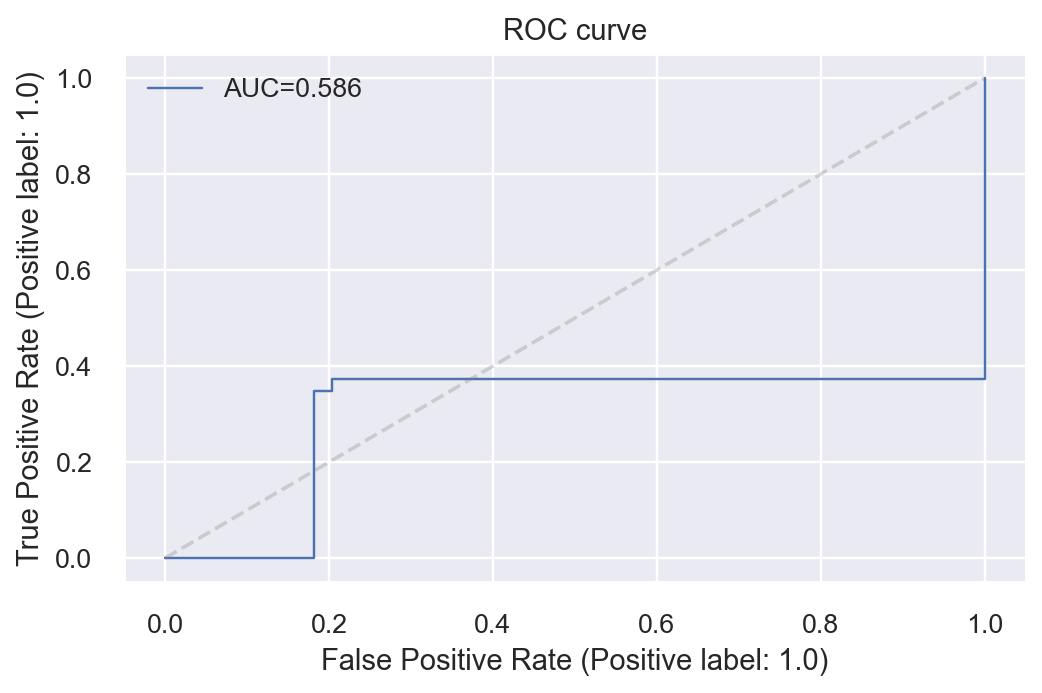 ROC curve
AUC=0.586
True Positive Rate (Positive label: 1.0)
1.0
0.8
0.6
0.4
0.2
0.0
0.0 0.2 0.4 0.6 0.8 1.0
False Positive Rate (Positive label: 1.0)